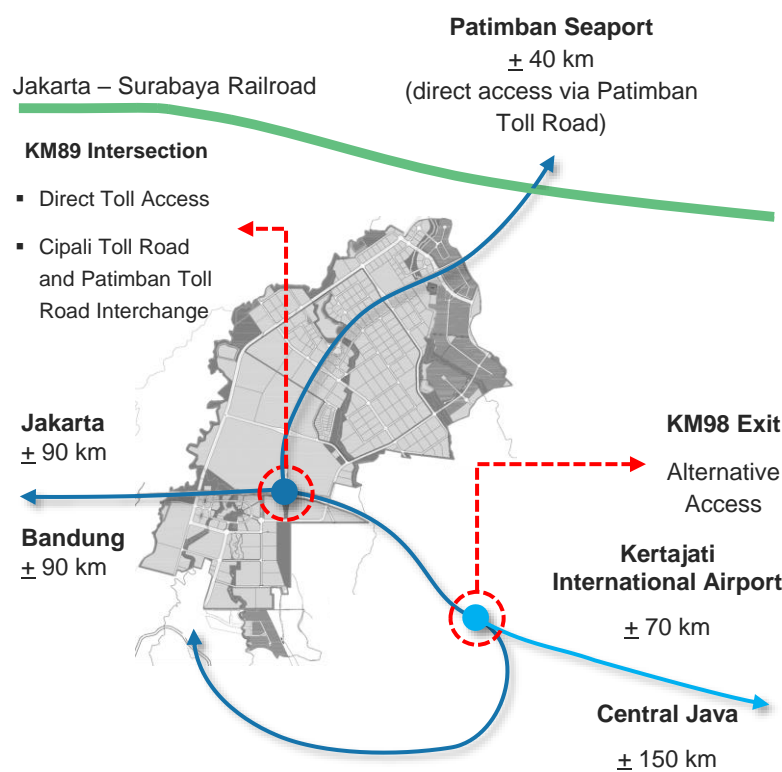 Patimban Seaport
± 40 km
(direct access via Patimban
Toll Road)
Jakarta – Surabaya Railroad
KM89 Intersection
▪ Direct Toll Access
▪ Cipali Toll Road
and Patimban Toll
Road Interchange
Jakarta
± 90 km
Bandung
± 90 km
KM98 Exit
Alternative
Access
Kertajati
International Airport
± 70 km
Central Java
± 150 km